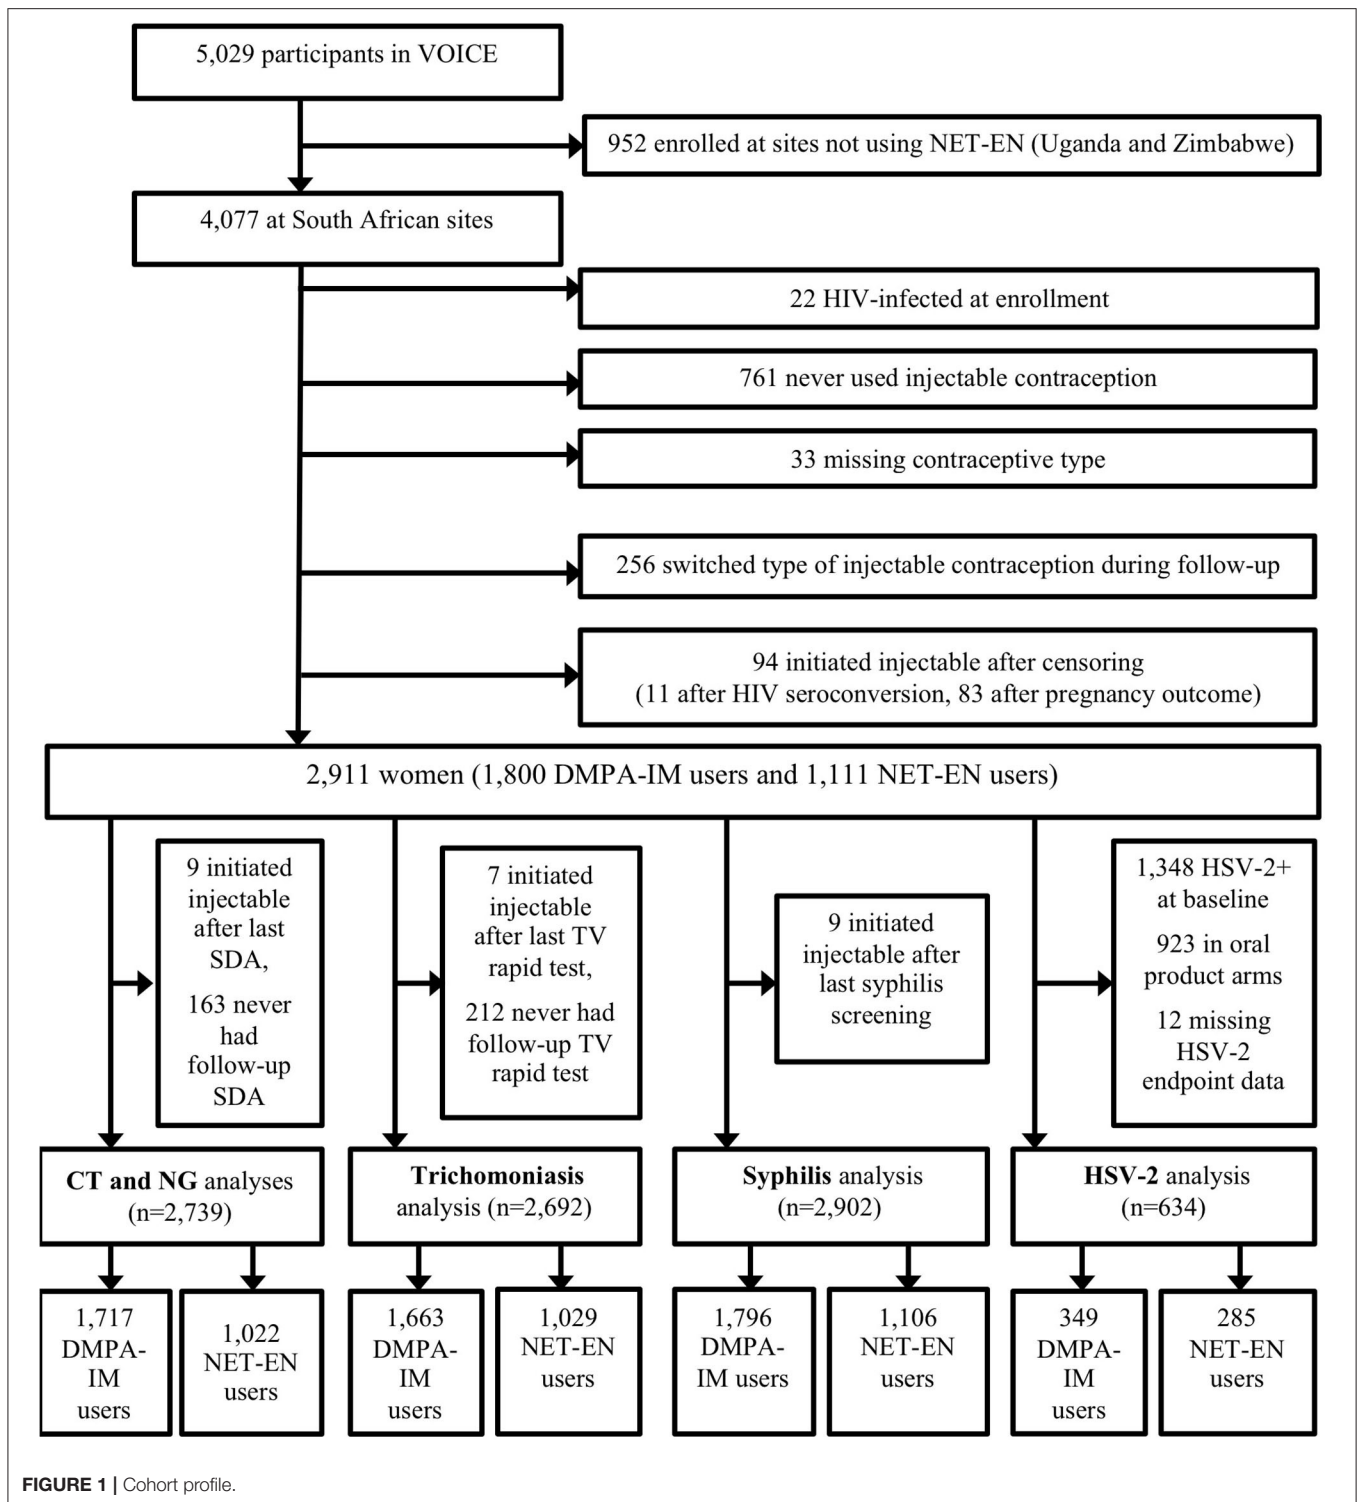 5,029 participants in VOICE
952 enrolled at sites not using NET-EN (Uganda and Zimbabwe)
4,077 at South African sites
22 HIV-infected at enrollment
761 never used injectable contraception
33 missing contraceptive type
256 switched type of injectable contraception during follow-up
94 initiated injectable after censoring
(11 after HIV seroconversion, 83 after pregnancy outcome)
2,911 women (1,800 DMPA-IM users and 1,111 NET-EN users)
9 initiated
injectable
after last
SDA,
163 never
had
follow-up
SDA
7 initiated
injectable
after last TV
rapid test,
212 never had
follow-up TV
rapid test
9 initiated
injectable after
last syphilis
screening
1,348 HSV-2+
at baseline
923 in oral
product arms
12 missing
HSV-2
endpoint data
CT and NG analyses
(n=2,739)
Trichomoniasis
analysis (n=2,692)
Syphilis analysis
(n=2,902)
HSV-2 analysis
(n=634)
1,717
DMPA-
IM
users
1,022
NET-EN
users
1,663
DMPA-
IM
users
1,029
NET-EN
users
1,796
DMPA-
IM users
1,106
NET-EN
users
349
DMPA-
IM
users
285
NET-EN
users
FIGURE 1 | Cohort profile.